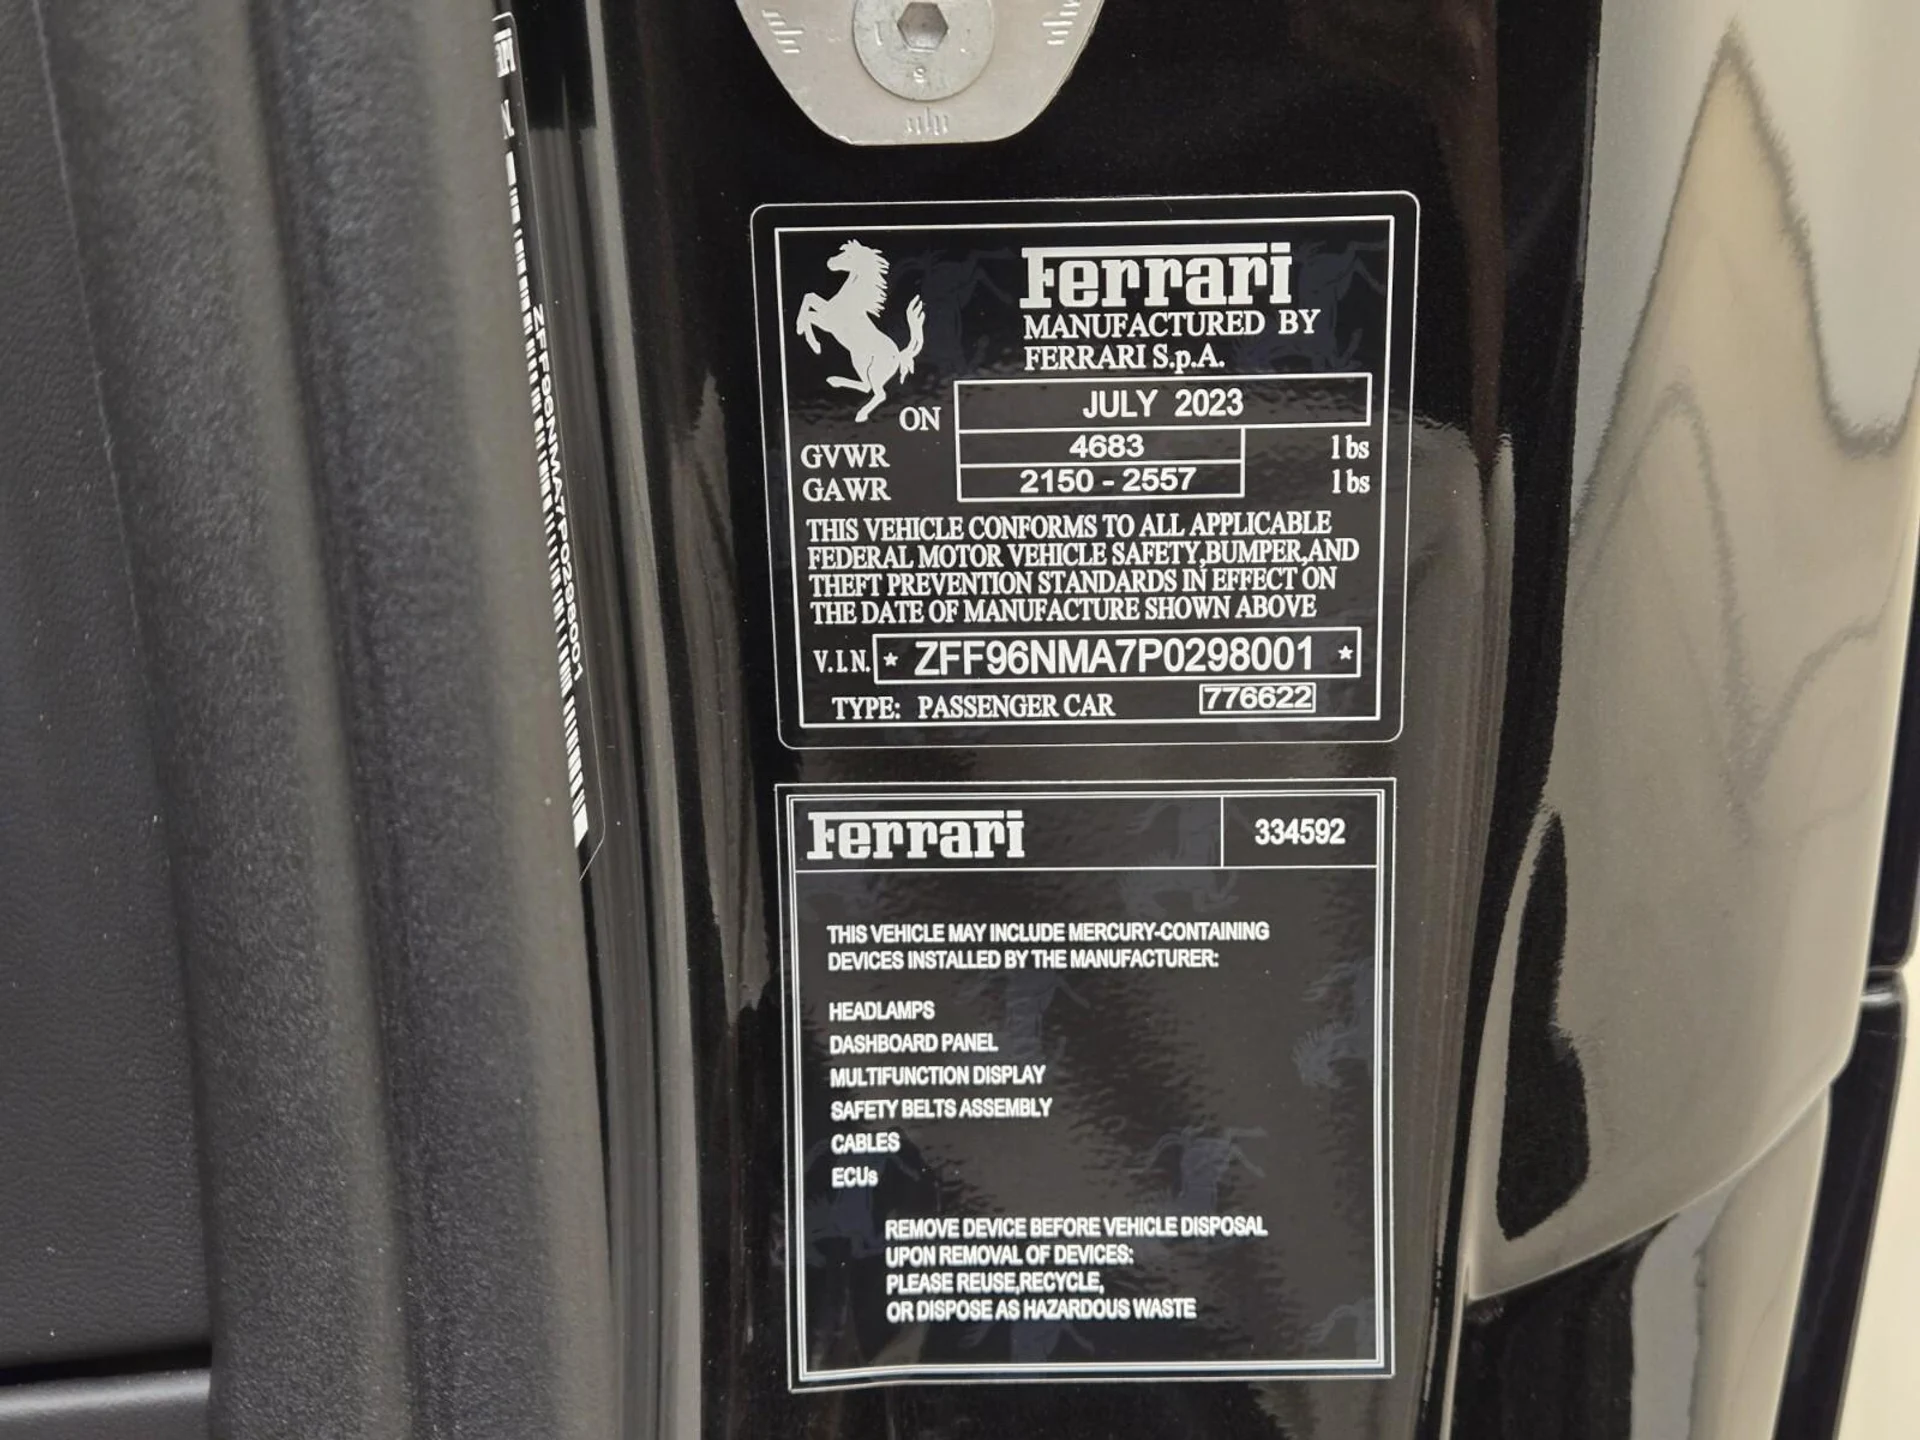 Ferrari
MANUFACTURED BY
FERRARI S.p.A.
ON JULY 2023
GVWR 4683 lbs
GAWR 2150 - 2557 lbs
THIS VEHICLE CONFORMS TO ALL APPLICABLE
FEDERAL MOTOR VEHICLE SAFETY,BUMPER,AND
THEFT PREVENTION STANDARDS IN EFFECT ON
THE DATE OF MANUFACTURE SHOWN ABOVE
V.I.N. * ZFF96NMA7P0298001 *
TYPE: PASSENGER CAR 776622
Ferrari 334592
THIS VEHICLE MAY INCLUDE MERCURY-CONTAINING
DEVICES INSTALLED BY THE MANUFACTURER:
HEADLAMPS
DASHBOARD PANEL
MULTIFUNCTION DISPLAY
SAFETY BELTS ASSEMBLY
CABLES
ECUs
REMOVE DEVICE BEFORE VEHICLE DISPOSAL
UPON REMOVAL OF DEVICES:
PLEASE REUSE,RECYCLE,
OR DISPOSE AS HAZARDOUS WASTE
ZFF96NMA7P0298001